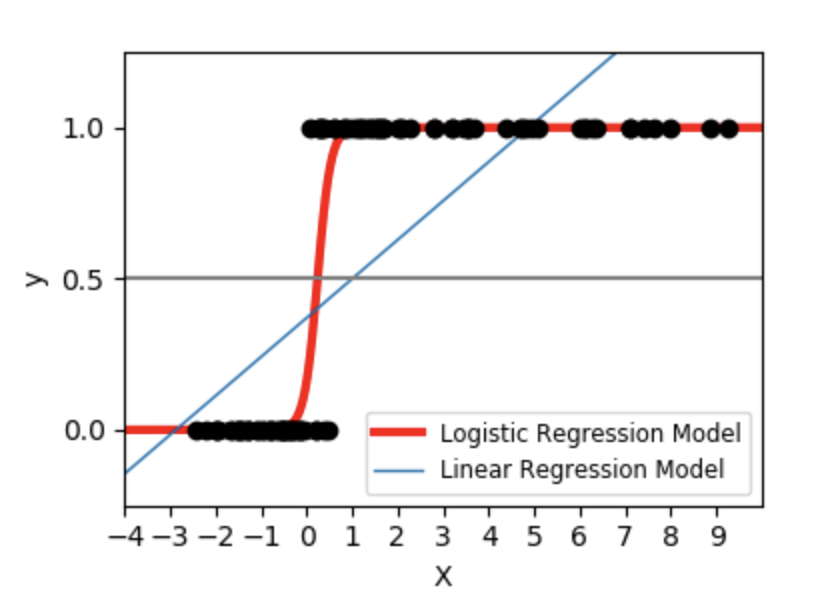 1.0
y
0.5
0.0
Logistic Regression Model
Linear Regression Model
−4 −3 −2 −1 0 1 2 3 4 5 6 7 8 9
X